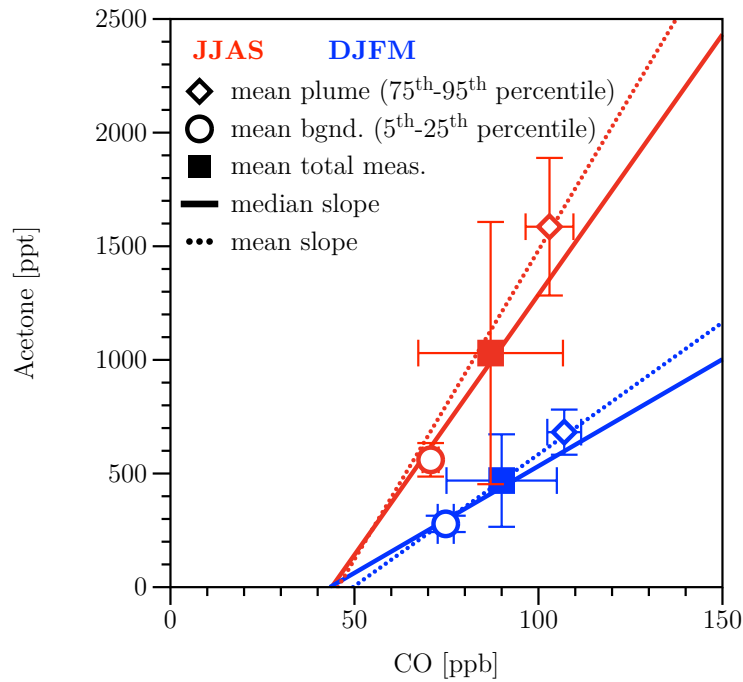 2500
2000
1500
1000
500
0
Acetone [ppt]
JJAS DJFM
mean plume (75th-95th percentile)
mean bgnd. (5th-25th percentile)
mean total meas.
median slope
mean slope
0 50 100 150
CO [ppb]